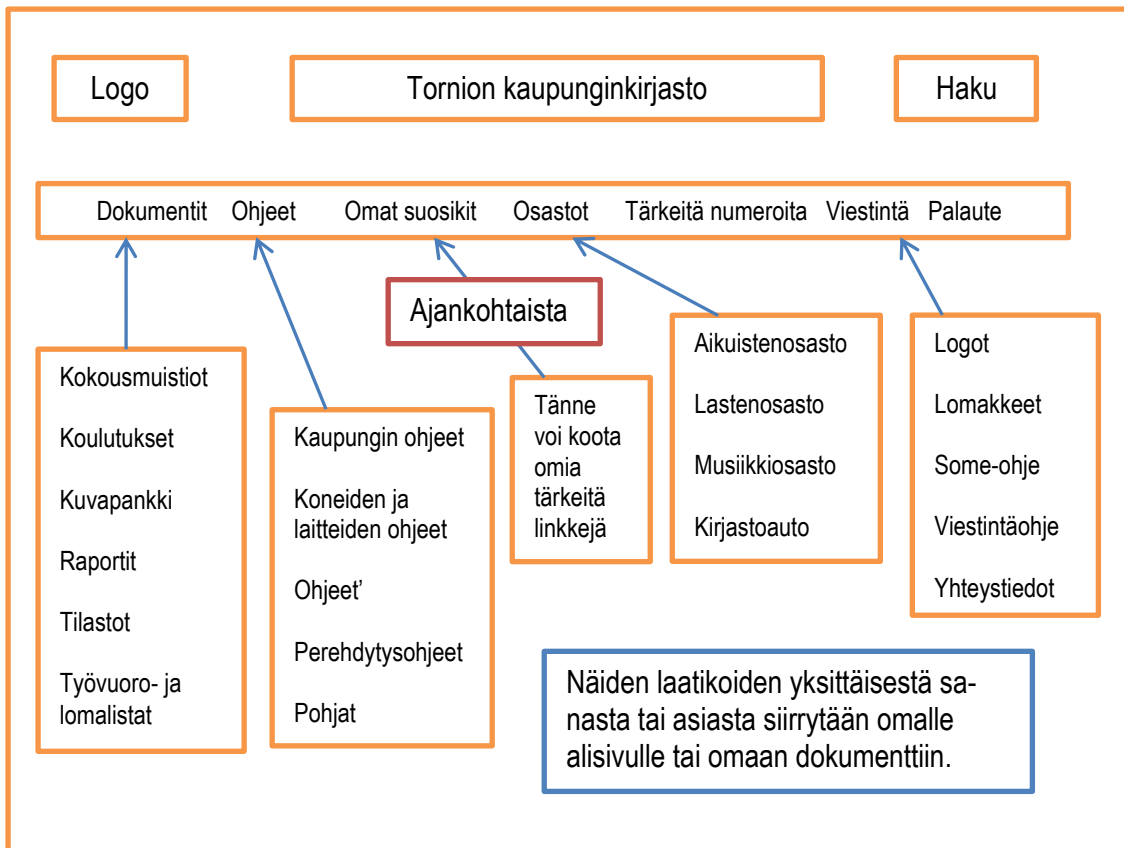 Logo
Tornion kaupunginkirjasto
Haku
Dokumentit Ohjeet Omat suosikit Osastot Tärkeitä numeroita Viestintä Palaute
Ajankohtaista
Kokousmuistiot
Koulutukset
Kuvapankki
Raportit
Tilastot
Työvuoro- ja
lomalistat
Kaupungin ohjeet
Koneiden ja
laitteiden ohjeet
Ohjeet’
Perehdytysohjeet
Pohjat
Tänne
voi koota
omia
tärkeitä
linkkejä
Aikuistenosasto
Lastenosasto
Musiikkiosasto
Kirjastoauto
Logot
Lomakkeet
Some-ohje
Viestintäohje
Yhteystiedot
Näiden laatikoiden yksittäisestä sa-
nasta tai asiasta siirrytään omalle
alisivulle tai omaan dokumenttiin.